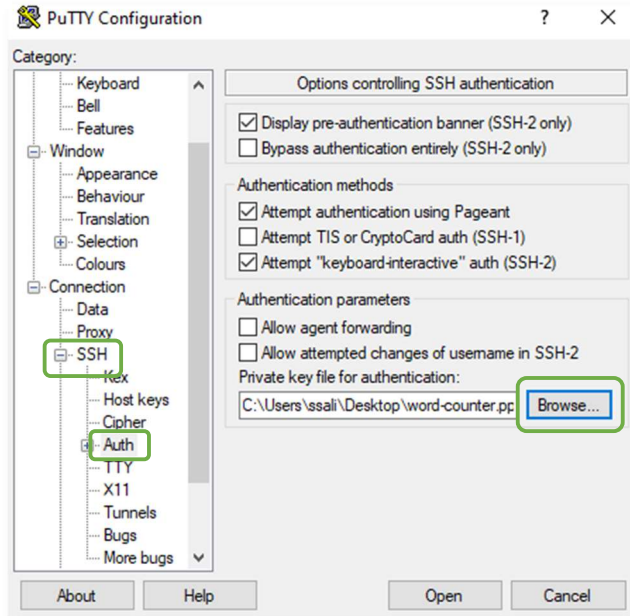 PuTTY Configuration
?
Category:
Keyboard
Bell
Features
Window
Appearance
Behaviour
Translation
Selection
Colours
Connection
Data
Proxy
SSH
Kex
Host keys
Cipher
Auth
TTY
X11
Tunnels
Bugs
More bugs
Options controlling SSH authentication
Display pre-authentication banner (SSH-2 only)
Bypass authentication entirely (SSH-2 only)
Authentication methods
Attempt authentication using Pageant
Attempt TIS or CryptoCard auth (SSH-1)
Attempt "keyboard-interactive" auth (SSH-2)
Authentication parameters
Allow agent forwarding
Allow attempted changes of username in SSH-2
Private key file for authentication:
C:\Users\ssali\Desktop\word-counter.pp
Browse...
About
Help
Open
Cancel